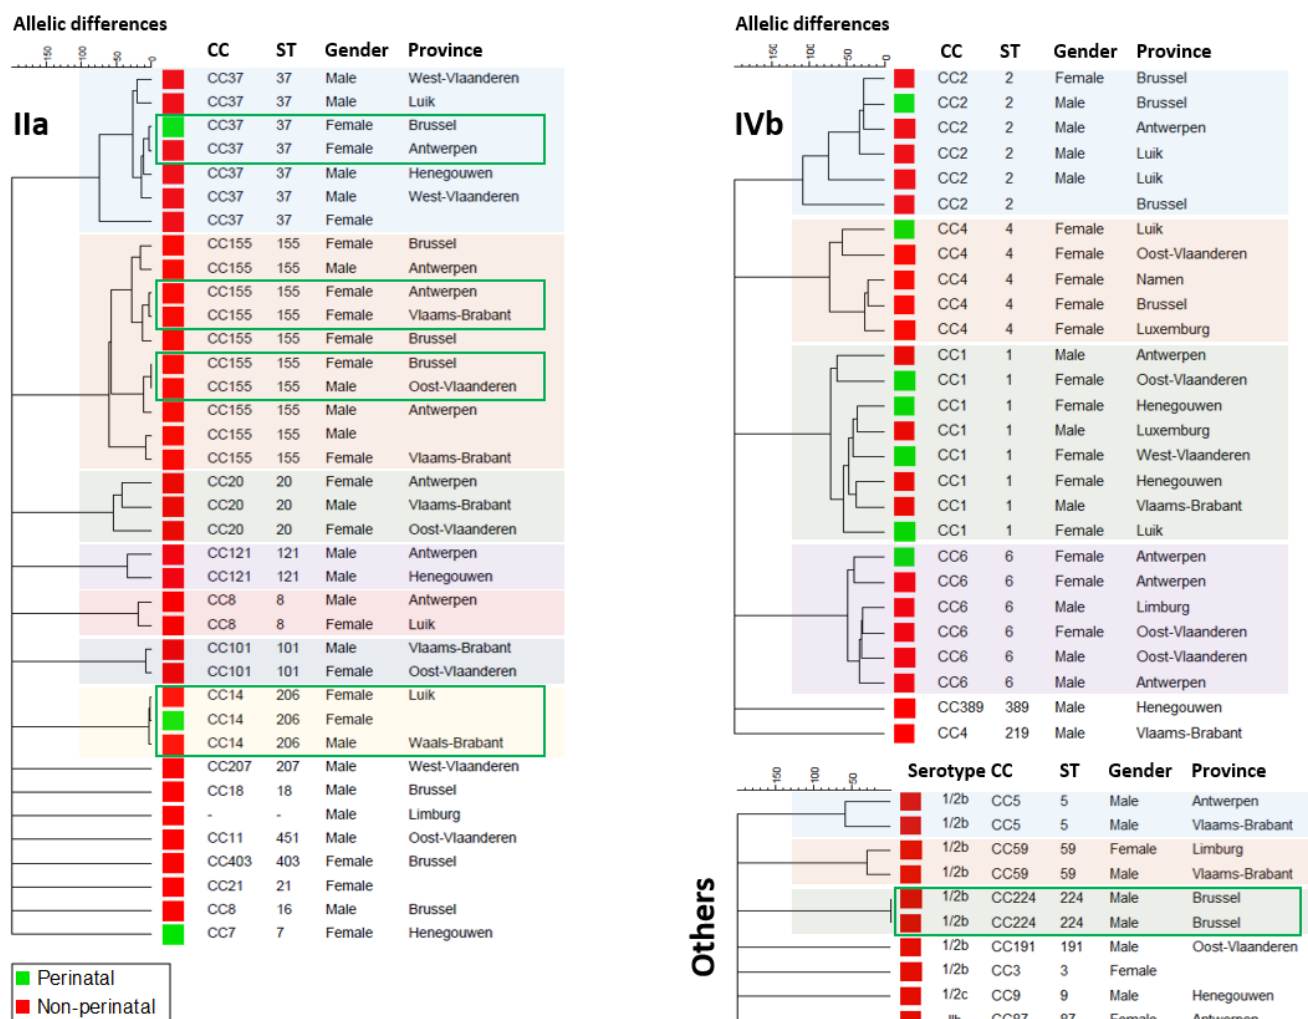 Allelic differences
150 100 50 0
CC ST Gender Province
IIa
CC37 37 Male West-Vlaanderen
CC37 37 Male Luik
CC37 37 Female Brussel
CC37 37 Female Antwerpen
CC37 37 Male Henegouwen
CC37 37 Male West-Vlaanderen
CC37 37 Female
CC155 155 Female Brussel
CC155 155 Male Antwerpen
CC155 155 Female Antwerpen
CC155 155 Female Vlaams-Brabant
CC155 155 Female Brussel
CC155 155 Female Brussel
CC155 155 Male Oost-Vlaanderen
CC155 155 Male Antwerpen
CC155 155 Male
CC155 155 Female Vlaams-Brabant
CC20 20 Female Antwerpen
CC20 20 Male Vlaams-Brabant
CC20 20 Female Oost-Vlaanderen
CC121 121 Male Antwerpen
CC121 121 Male Henegouwen
CC8 8 Male Antwerpen
CC8 8 Female Luik
CC101 101 Male Vlaams-Brabant
CC101 101 Female Oost-Vlaanderen
CC14 206 Female Luik
CC14 206 Female
CC14 206 Male Waals-Brabant
CC207 207 Male West-Vlaanderen
CC18 18 Male Brussel
- - Male Limburg
CC11 451 Male Oost-Vlaanderen
CC403 403 Female Brussel
CC21 21 Female
CC8 16 Male Brussel
CC7 7 Female Henegouwen
Perinatal
Non-perinatal
Allelic differences
150 100 50 0
CC ST Gender Province
IVb
CC2 2 Female Brussel
CC2 2 Male Brussel
CC2 2 Male Antwerpen
CC2 2 Male Luik
CC2 2 Male Luik
CC2 2 Brussel
CC4 4 Female Luik
CC4 4 Female Oost-Vlaanderen
CC4 4 Female Namen
CC4 4 Female Brussel
CC4 4 Female Luxemburg
CC1 1 Male Antwerpen
CC1 1 Female Oost-Vlaanderen
CC1 1 Female Henegouwen
CC1 1 Male Luxemburg
CC1 1 Female West-Vlaanderen
CC1 1 Female Henegouwen
CC1 1 Male Vlaams-Brabant
CC1 1 Female Luik
CC6 6 Female Antwerpen
CC6 6 Female Antwerpen
CC6 6 Male Limburg
CC6 6 Female Oost-Vlaanderen
CC6 6 Male Oost-Vlaanderen
CC6 6 Male Antwerpen
CC389 389 Male Henegouwen
CC4 219 Male Vlaams-Brabant
150 100 50
Serotype CC ST Gender Province
Others
1/2b CC5 5 Male Antwerpen
1/2b CC5 5 Male Vlaams-Brabant
1/2b CC59 59 Female Limburg
1/2b CC59 59 Male Vlaams-Brabant
1/2b CC224 224 Male Brussel
1/2b CC224 224 Male Brussel
1/2b CC191 191 Male Oost-Vlaanderen
1/2b CC3 3 Female
1/2c CC9 9 Male Henegouwen
IIb CC87 87 Female Antwerpen